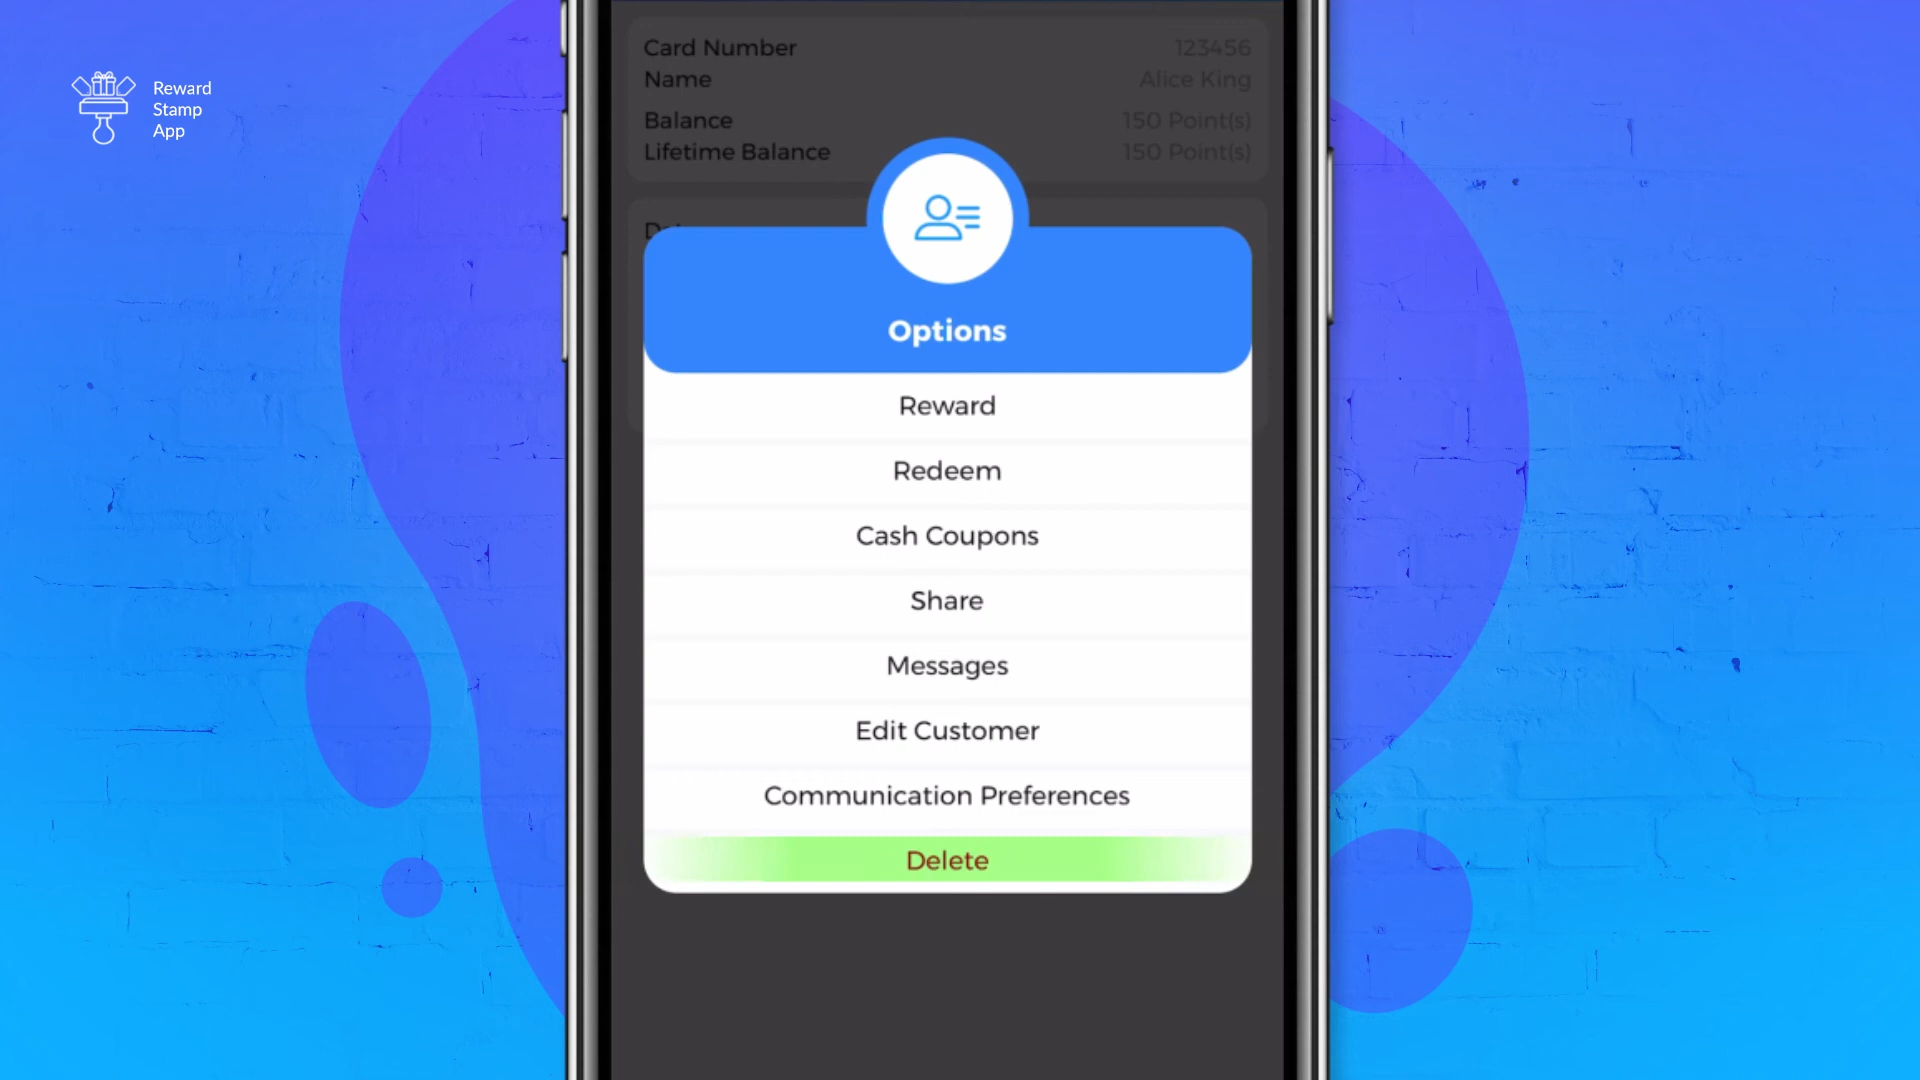 Reward
Stamp
App
Card Number 123456
Name Alice King
Balance 150 Point(s)
Lifetime Balance 150 Point(s)
Options
Reward
Redeem
Cash Coupons
Share
Messages
Edit Customer
Communication Preferences
Delete